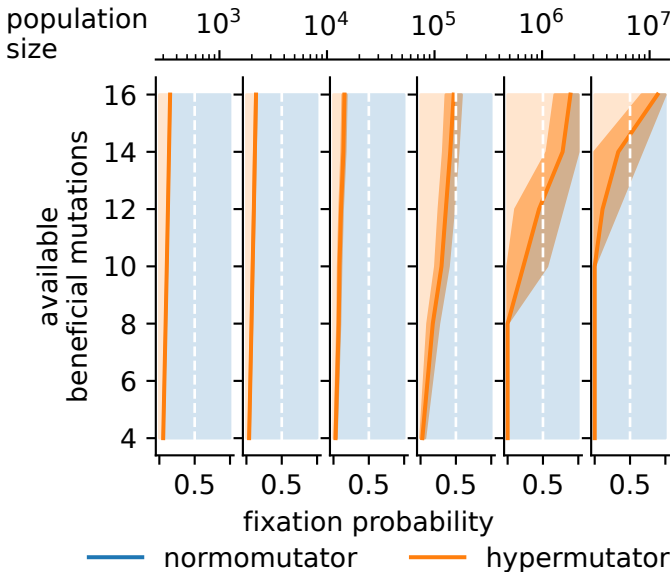 population size
10³ 10⁴ 10⁵ 10⁶ 10⁷
available beneficial mutations
16
14
12
10
8
6
4
0.5 0.5 0.5 0.5 0.5 0.5
fixation probability
normomutator hypermutator